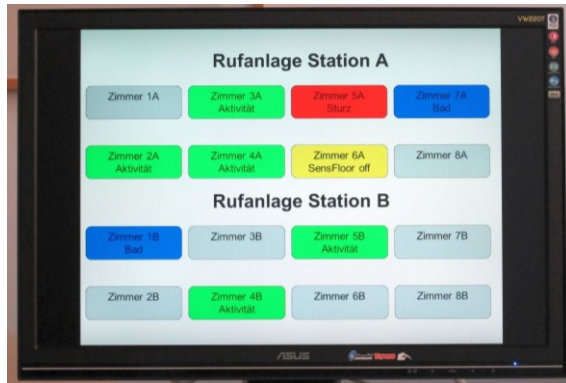 VW220T
Rufanlage Station A
Zimmer 1A
Zimmer 3A
Aktivität
Zimmer 5A
Sturz
Zimmer 7A
Bad
Zimmer 2A
Aktivität
Zimmer 4A
Aktivität
Zimmer 6A
SensFloor off
Zimmer 8A
Rufanlage Station B
Zimmer 1B
Bad
Zimmer 3B
Zimmer 5B
Aktivität
Zimmer 7B
Zimmer 2B
Zimmer 4B
Aktivität
Zimmer 6B
Zimmer 8B
ASUS